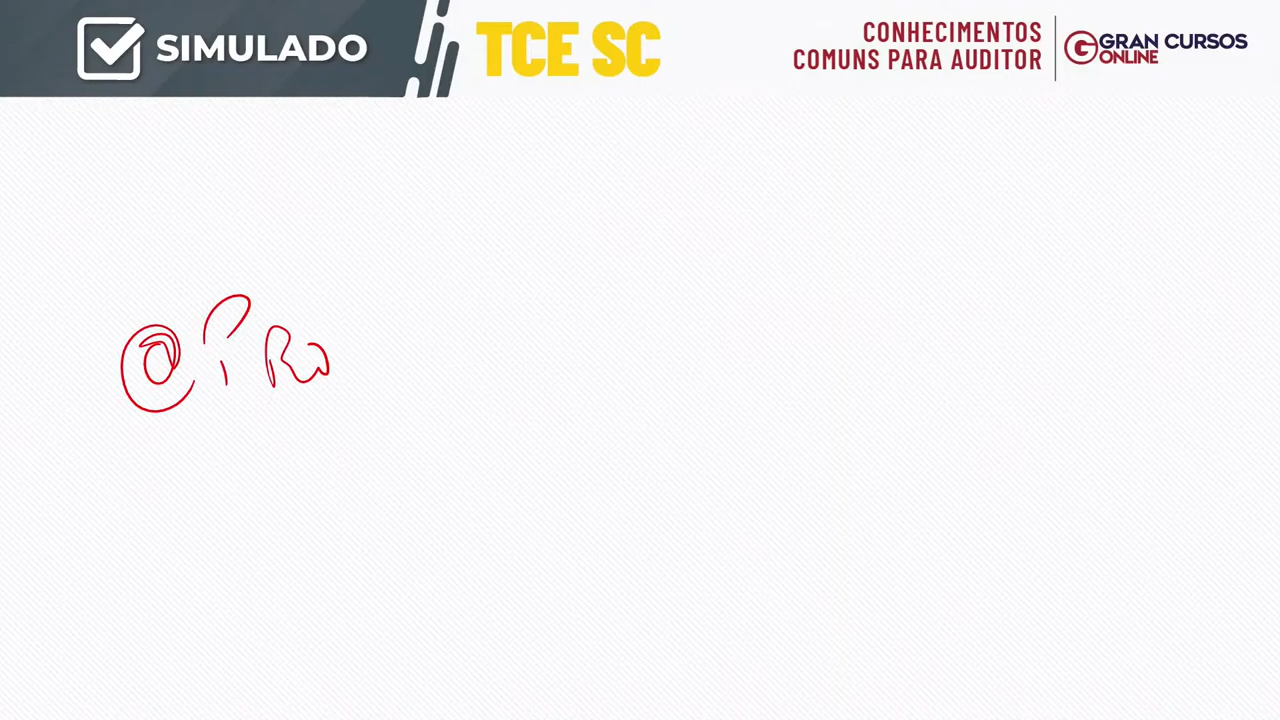 SIMULADO
TCE SC
CONHECIMENTOS
COMUNS PARA AUDITOR
GRAN CURSOS
ONLINE